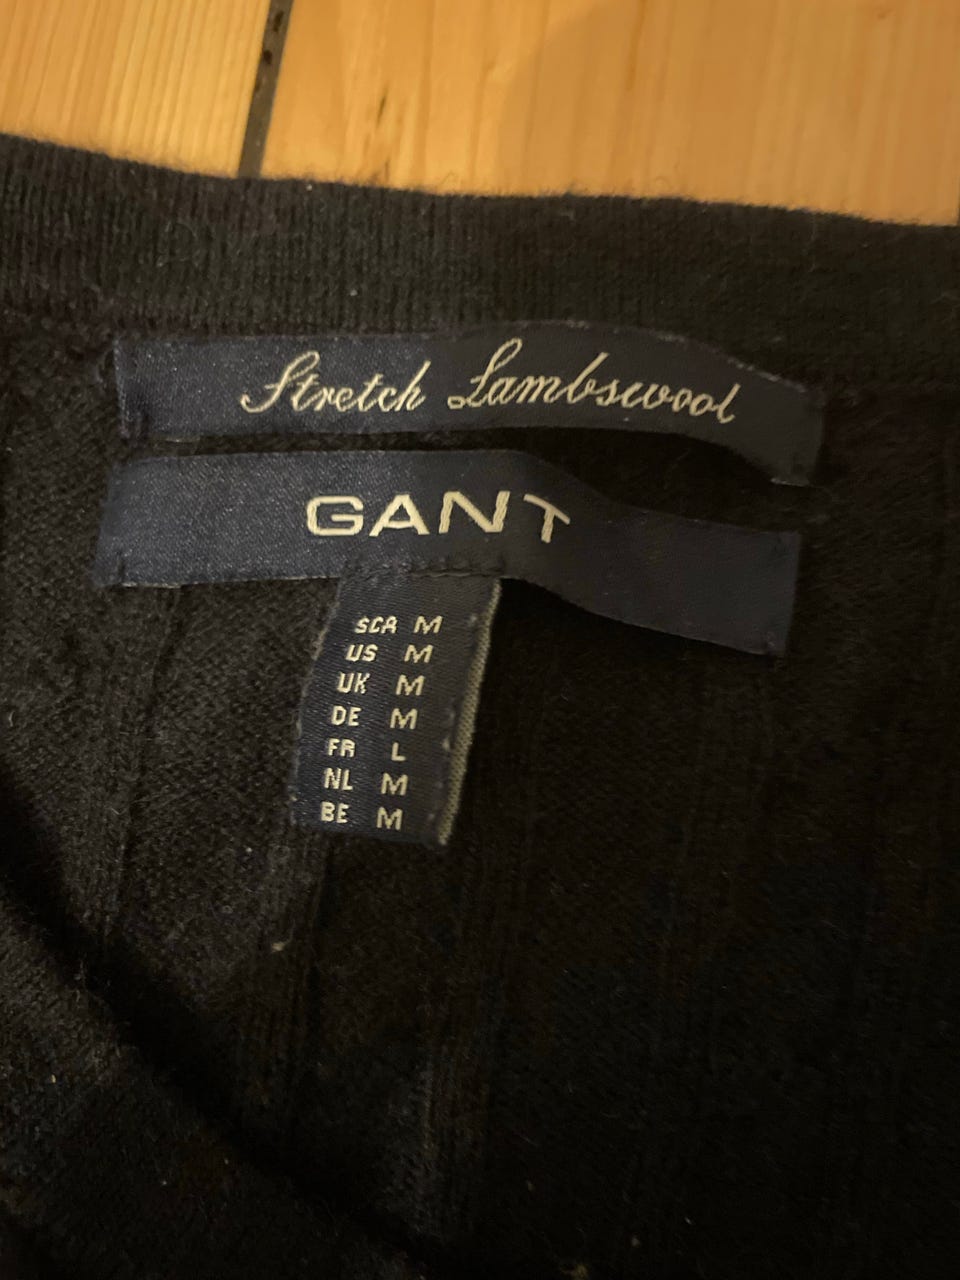 Stretch Lambswool
GANT
SCA M
US M
UK M
DE M
FR L
NL M
BE M